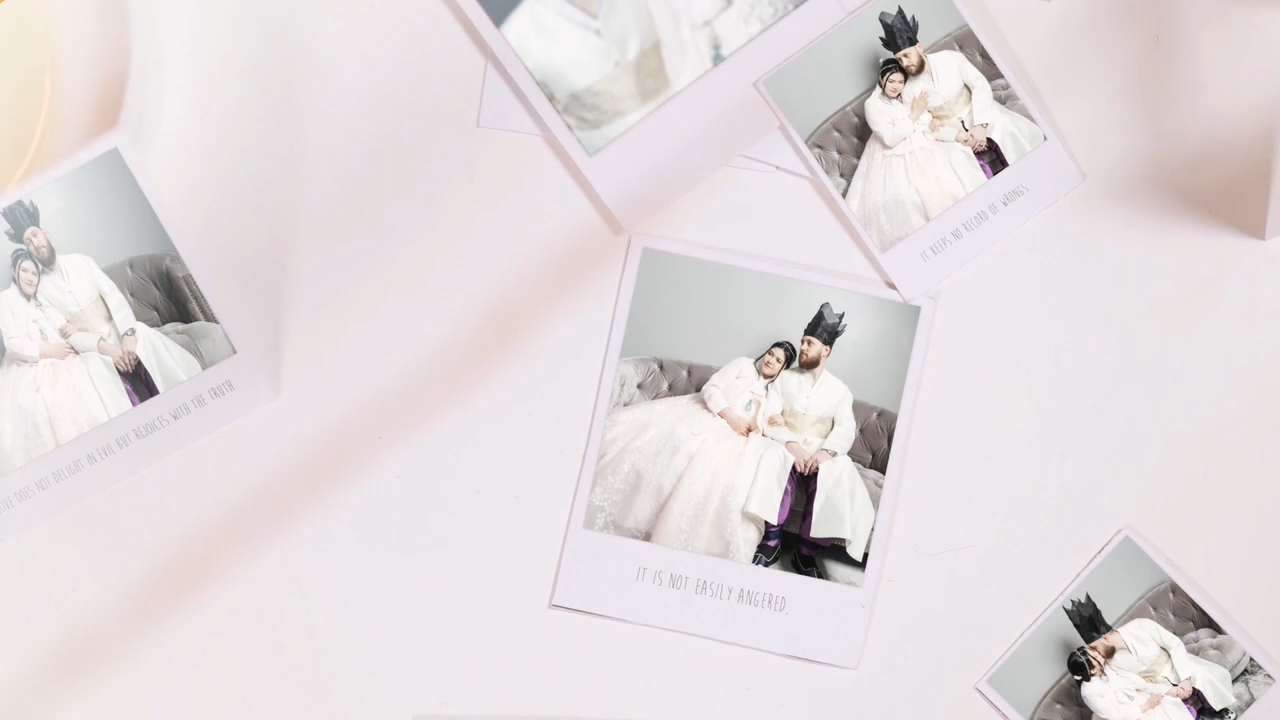 IT KEEPS NO RECORD OF WRONGS.
LOVE DOES NOT DELIGHT IN EVIL BUT REJOICES WITH THE TRUTH
IT IS NOT EASILY ANGERED,